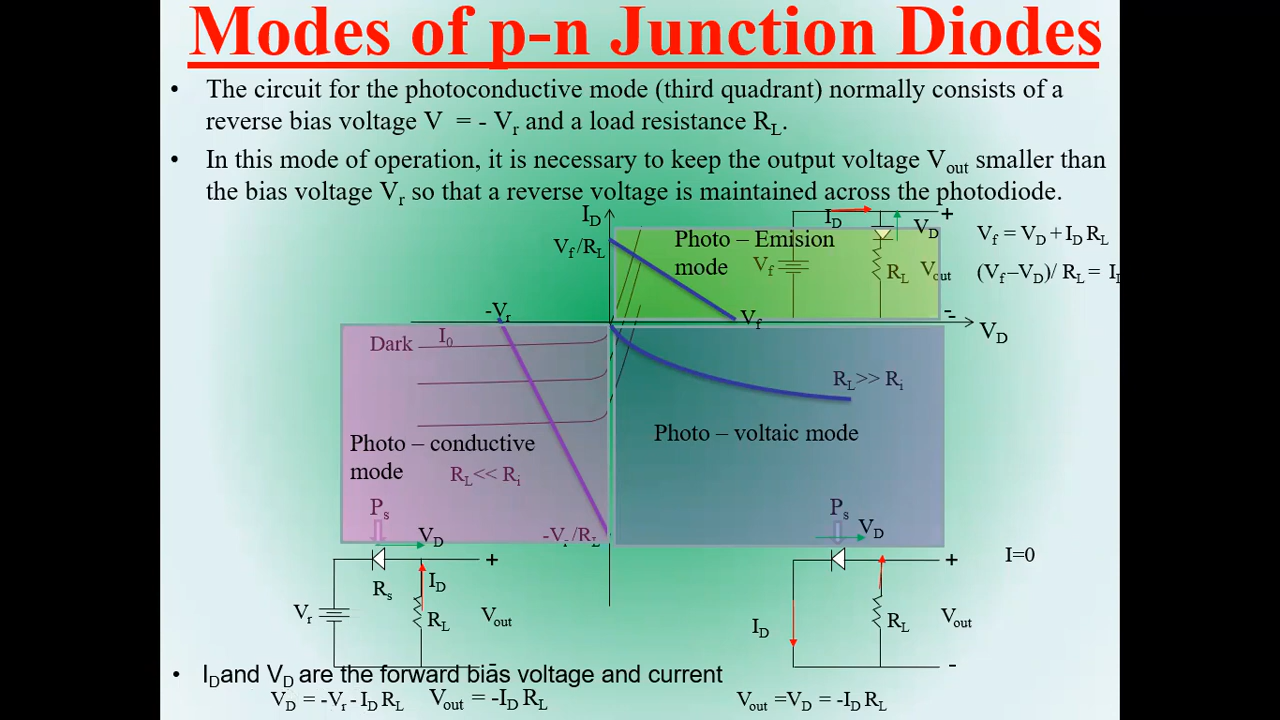 Modes of p-n Junction Diodes
• The circuit for the photoconductive mode (third quadrant) normally consists of a
reverse bias voltage V = - Vr and a load resistance RL.
• In this mode of operation, it is necessary to keep the output voltage Vout smaller than
the bias voltage Vr so that a reverse voltage is maintained across the photodiode.
ID
Vf/RL
Photo – Emision
mode
Vf
ID
VD
+
RL
Vout
-
Vf = VD + ID RL
(Vf–VD)/ RL = I
-Vr
Vf
VD
Dark
I0
RL>> Ri
Photo – conductive
mode
RL<< Ri
Photo – voltaic mode
Ps
VD
-Vr/RL
Ps
VD
+
Rs
ID
Vr
RL
Vout
-
+
I=0
ID
RL
Vout
-
• IDand VD are the forward bias voltage and current
VD = -Vr - ID RL
Vout = -ID RL
Vout =VD = -ID RL